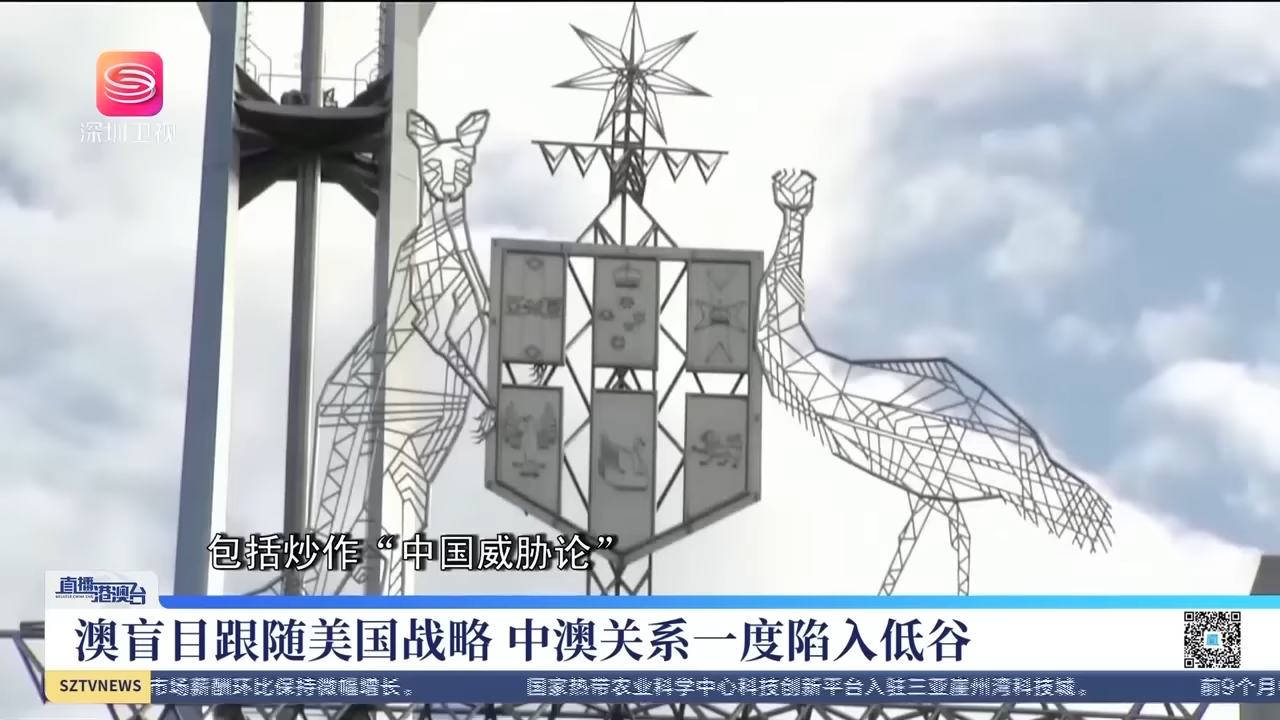 深圳卫视
包括炒作“中国威胁论”
直播港澳台
澳盲目跟随美国战略 中澳关系一度陷入低谷
SZTVNEWS
市场薪酬环比保持微幅增长。 国家热带农业科学中心科技创新平台入驻三亚崖州湾科技城。 前9个月